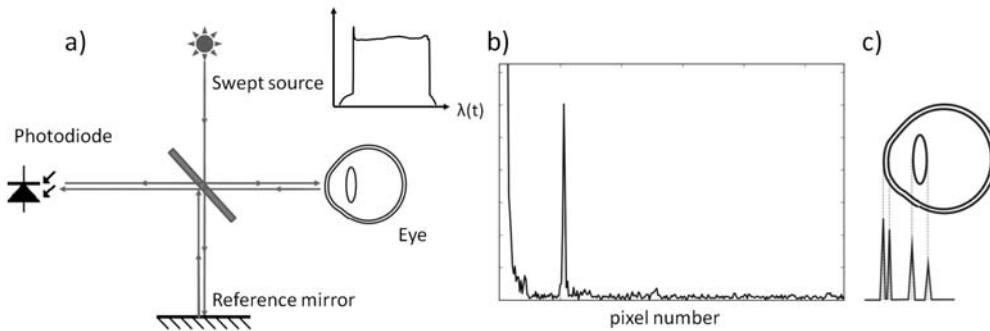 a)
Swept source
λ(t)
Photodiode
Eye
Reference mirror
b)
pixel number
c)